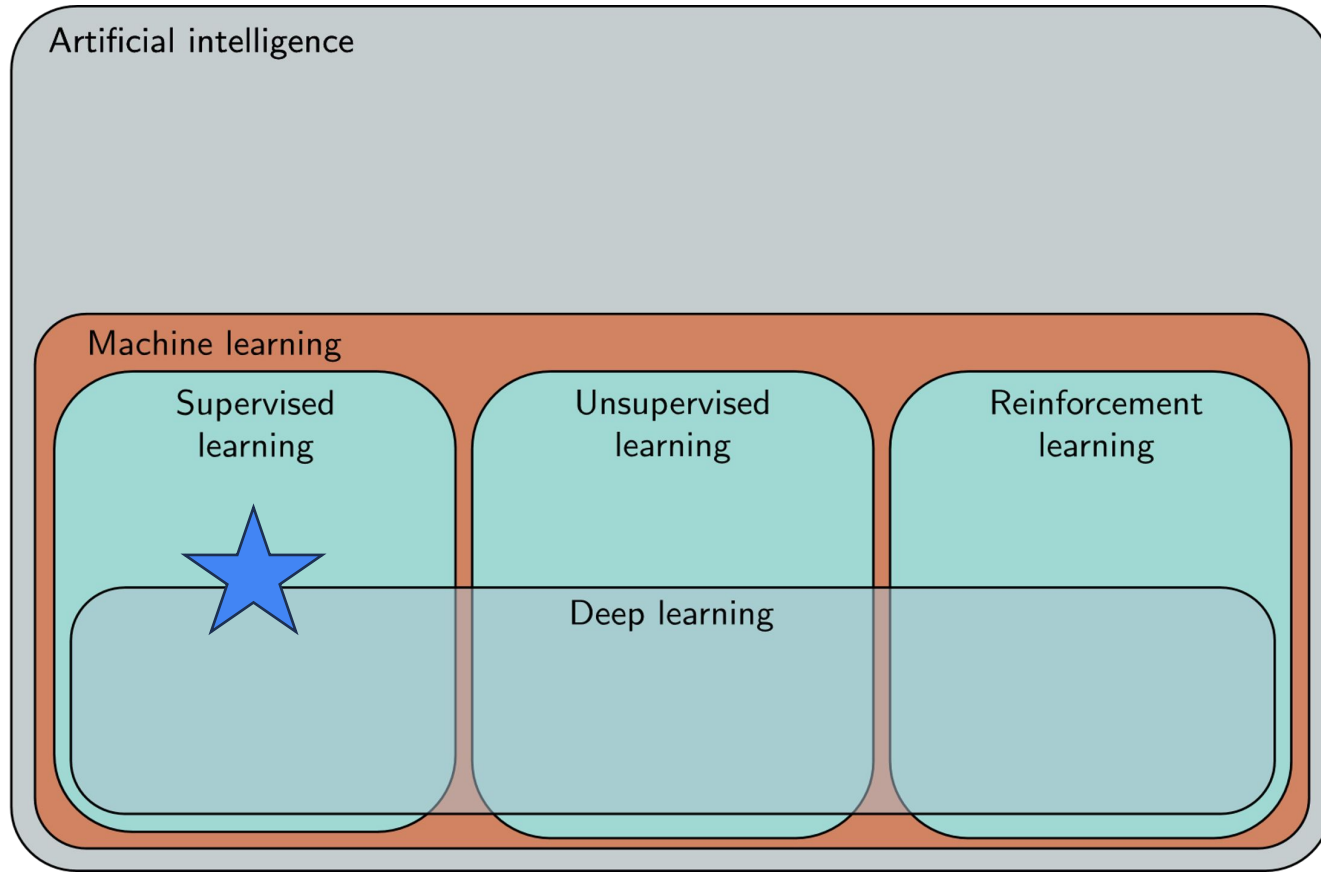 Artificial intelligence
Machine learning
Supervised
learning
Unsupervised
learning
Reinforcement
learning
Deep learning